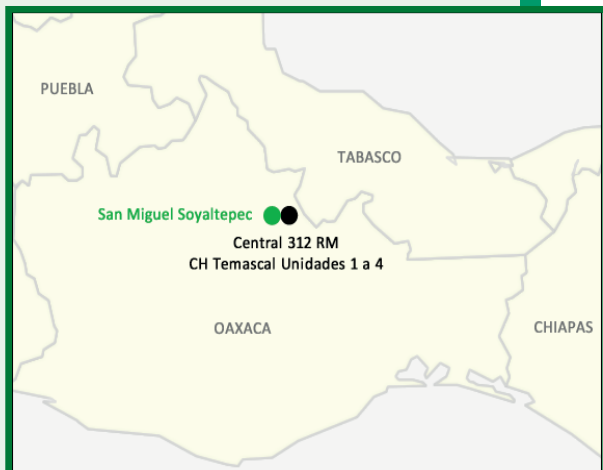 PUEBLA
TABASCO
San Miguel Soyaltepec
Central 312 RM
CH Temascal Unidades 1 a 4
OAXACA
CHIAPAS